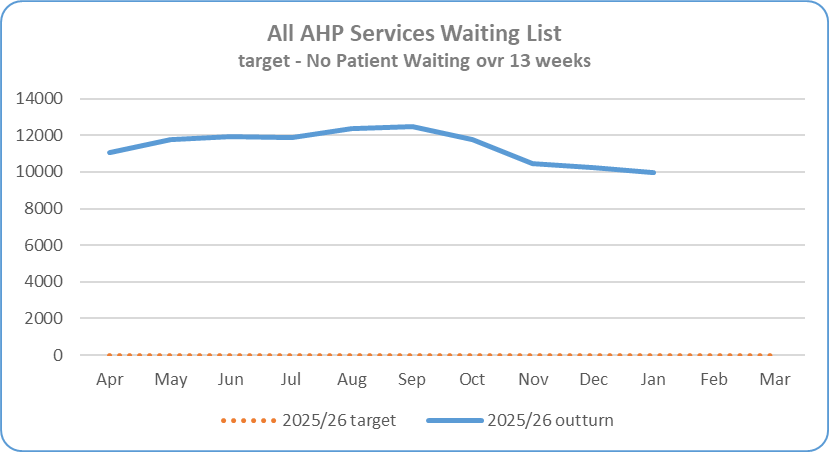 All AHP Services Waiting List
target - No Patient Waiting ovr 13 weeks
14000
12000
10000
8000
6000
4000
2000
0
Apr May Jun Jul Aug Sep Oct Nov Dec Jan Feb Mar
2025/26 target 2025/26 outturn